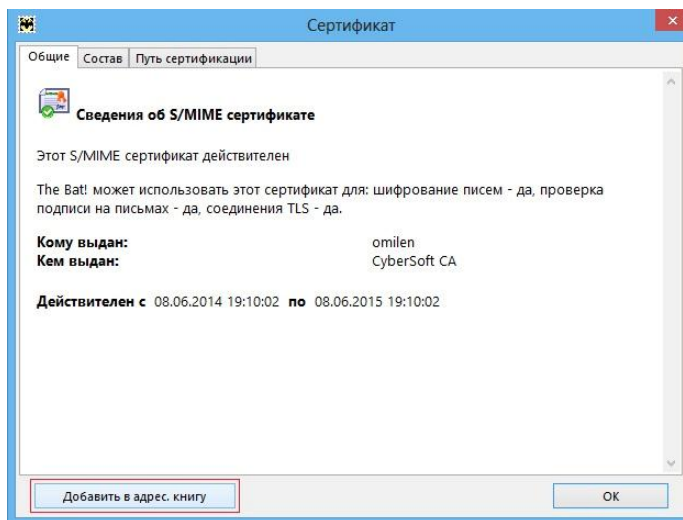 Сертификат
Общие Состав Путь сертификации
Сведения об S/MIME сертификате
Этот S/MIME сертификат действителен
The Bat! может использовать этот сертификат для: шифрование писем - да, проверка
подписи на письмах - да, соединения TLS - да.
Кому выдан: omilen
Кем выдан: CyberSoft CA
Действителен с 08.06.2014 19:10:02 по 08.06.2015 19:10:02
Добавить в адрес. книгу OK